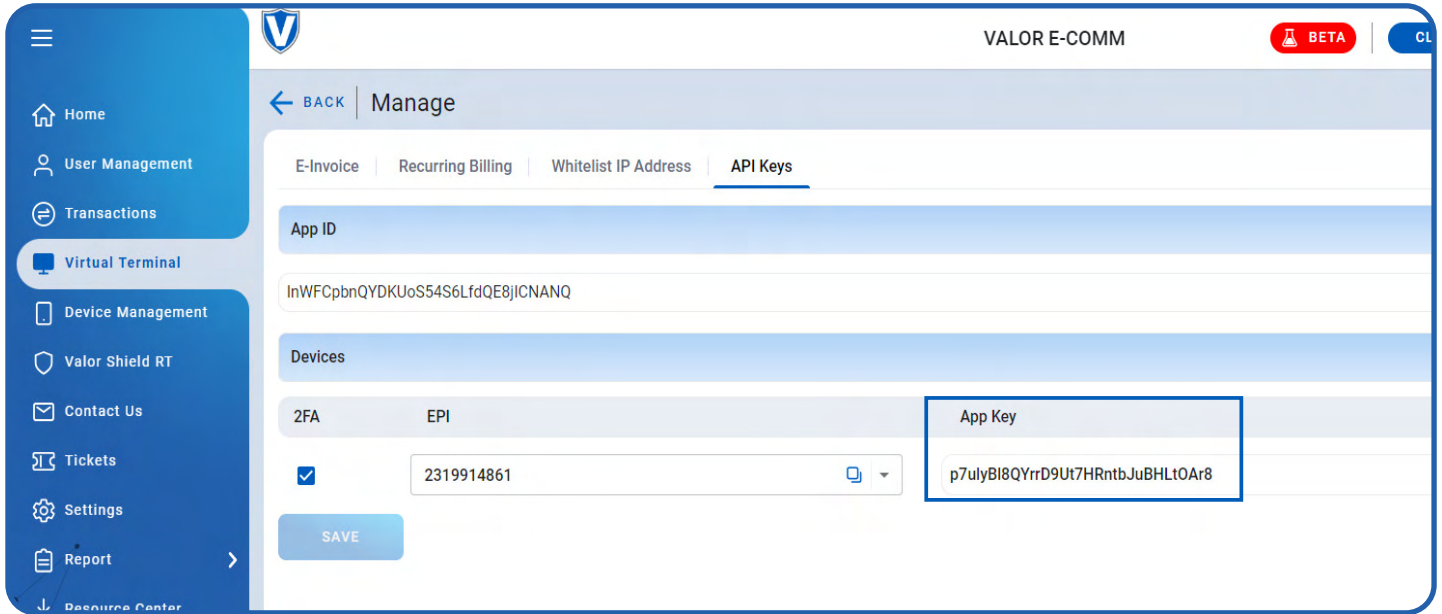 V
VALOR E-COMM
BETA
CL
Home
User Management
Transactions
Virtual Terminal
Device Management
Valor Shield RT
Contact Us
Tickets
Settings
Report
Resource Center
BACK
Manage
E-Invoice
Recurring Billing
Whitelist IP Address
API Keys
App ID
InWFCpbnQYDKUoS54S6LfdQE8jICNANQ
Devices
2FA
EPI
App Key
2319914861
p7ulyBI8QYrrD9Ut7HRntbJuBHLtOAr8
SAVE